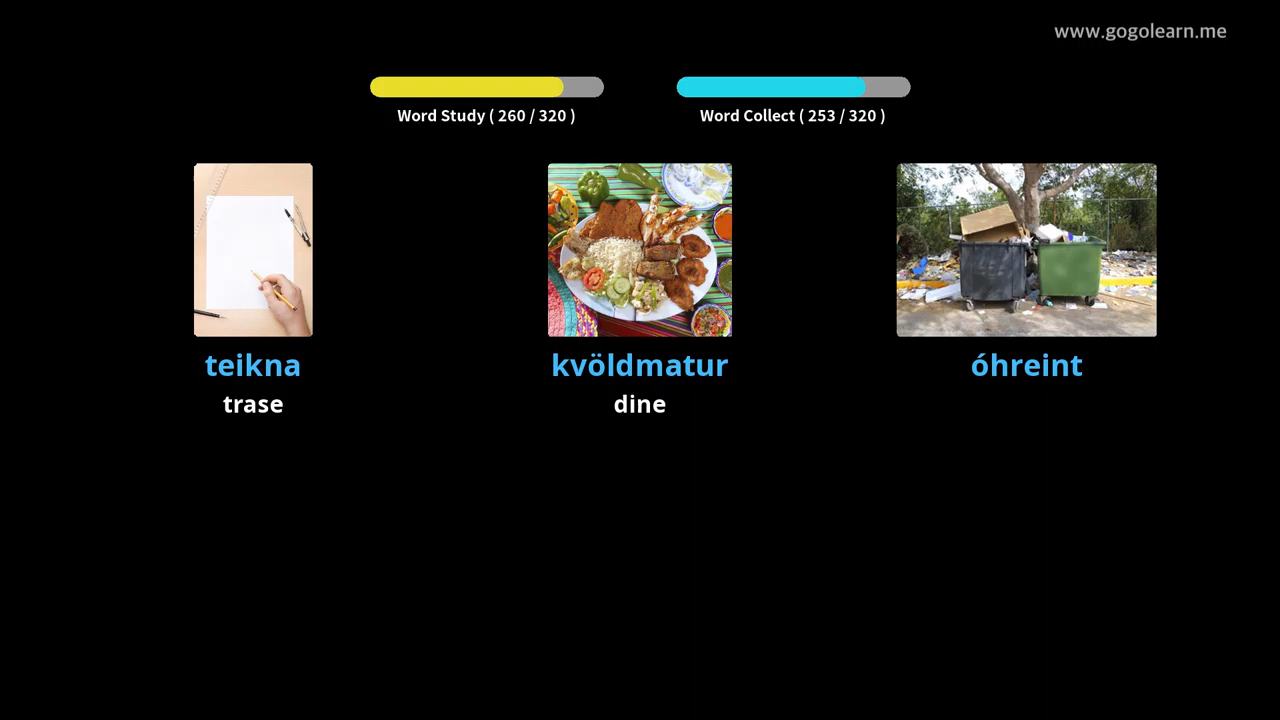 www.gogolearn.me
Word Study ( 260 / 320 )
Word Collect ( 253 / 320 )
teikna
trase
kvöldmatur
dine
óhreint